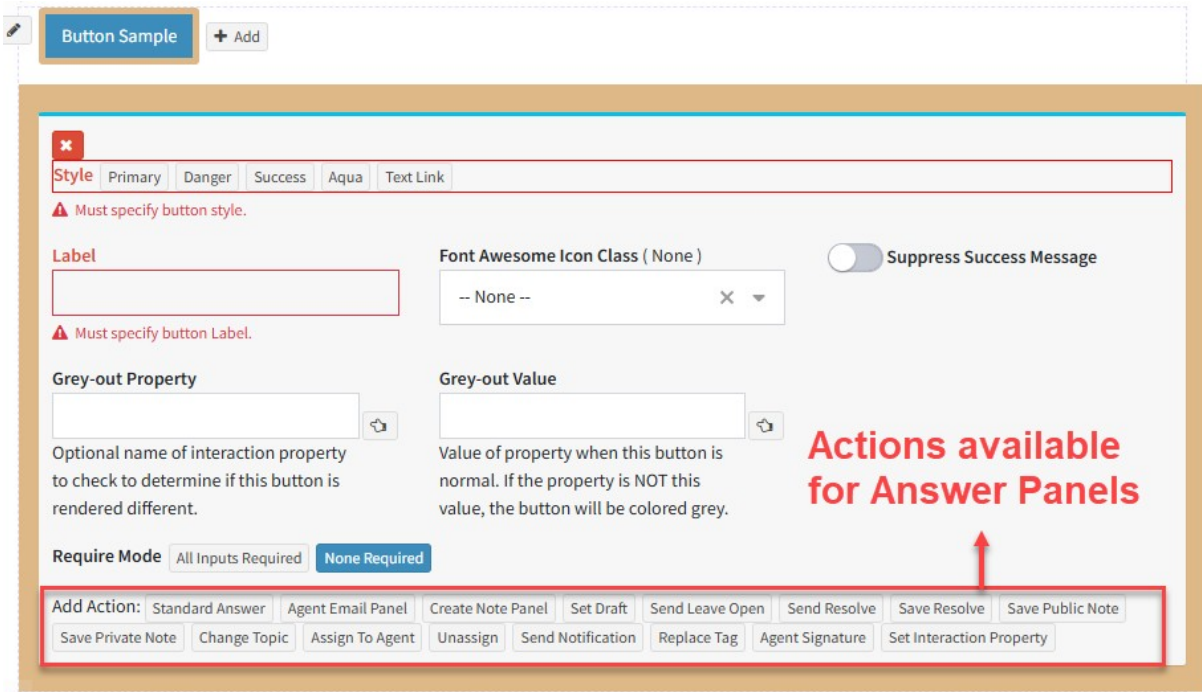 Button Sample + Add
Style Primary Danger Success Aqua Text Link
Must specify button style.
Label Font Awesome Icon Class ( None ) Suppress Success Message
-- None --
Must specify button Label.
Grey-out Property Grey-out Value
Optional name of interaction property
to check to determine if this button is
rendered different.
Value of property when this button is
normal. If the property is NOT this
value, the button will be colored grey.
Actions available
for Answer Panels
Require Mode All Inputs Required None Required
Add Action: Standard Answer Agent Email Panel Create Note Panel Set Draft Send Leave Open Send Resolve Save Resolve Save Public Note
Save Private Note Change Topic Assign To Agent Unassign Send Notification Replace Tag Agent Signature Set Interaction Property